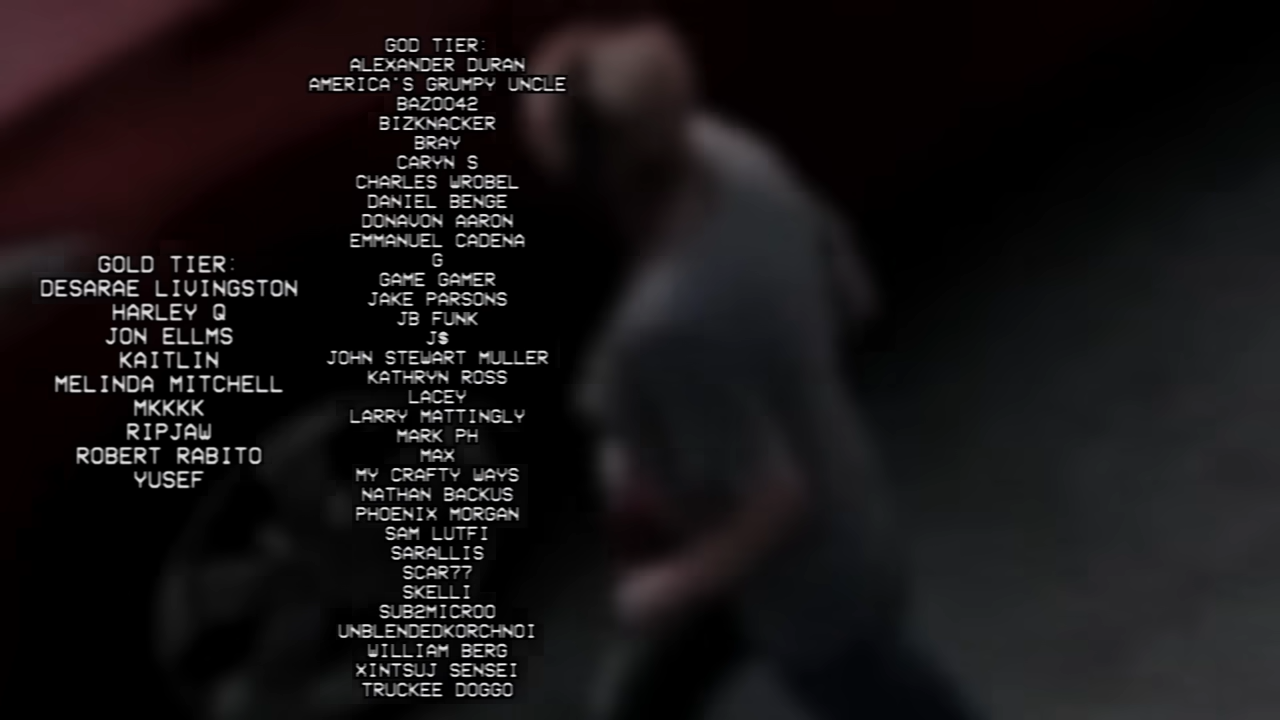 GOLD TIER:
DESARAE LIVINGSTON
HARLEY Q
JON ELLMS
KAITLIN
MELINDA MITCHELL
MKKKK
RIPJAW
ROBERT RABITO
YUSEF
GOD TIER:
ALEXANDER DURAN
AMERICA'S GRUMPY UNCLE
BAZOO42
BIZKNACKER
BRAY
CARYN S
CHARLES WROBEL
DANIEL BENGE
DONAVON AARON
EMMANUEL CADENA
G
GAME GAMER
JAKE PARSONS
JB FUNK
J$
JOHN STEWART MULLER
KATHRYN ROSS
LACEY
LARRY MATTINGLY
MARK PH
MAX
MY CRAFTY WAYS
NATHAN BACKUS
PHOENIX MORGAN
SAM LUTFI
SARALLIS
SCAR77
SKELLI
SUB2MICROO
UNBLENDEDKORCHNOI
WILLIAM BERG
XINTSUJ SENSEI
TRUCKEE DOGGO